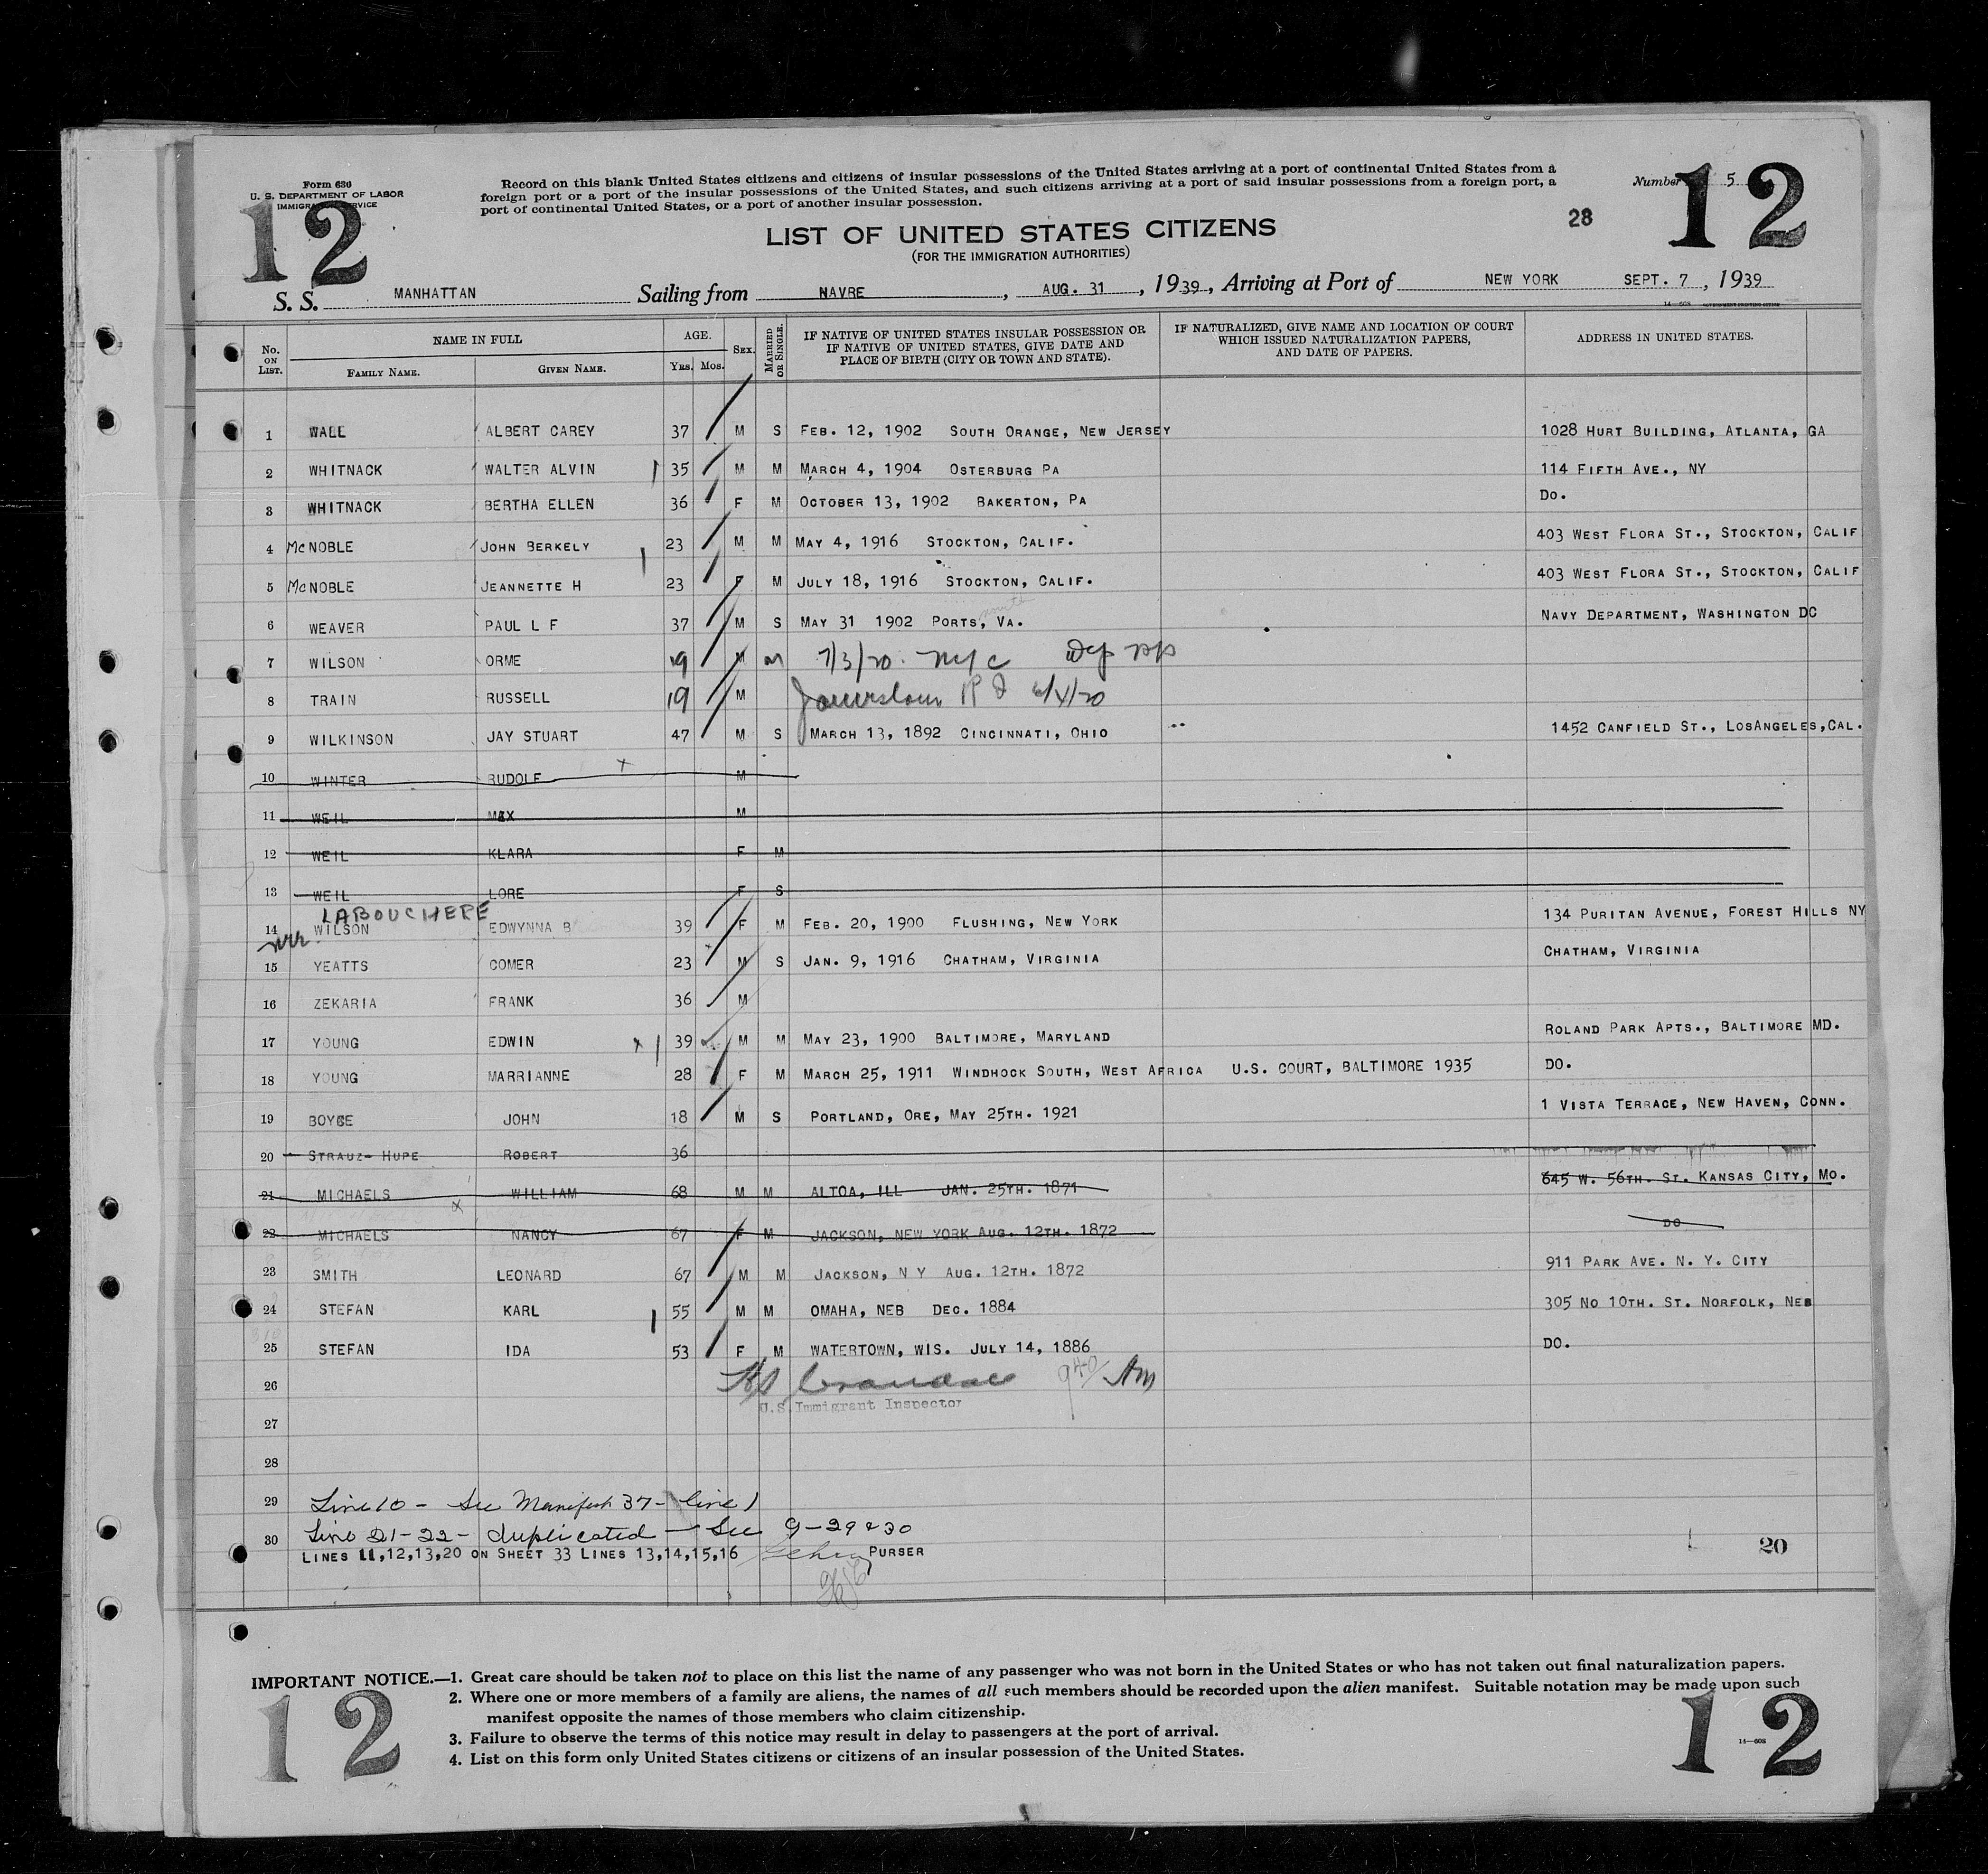 Form 630
U. S. DEPARTMENT OF LABOR
IMMIGRATION SERVICE
12
Record on this blank United States citizens and citizens of insular possessions of the United States arriving at a port of continental United States from a
foreign port or a port of the insular possessions of the United States, and such citizens arriving at a port of said insular possessions from a foreign port, a
port of continental United States, or a port of another insular possession.
Number 5
12
28
LIST OF UNITED STATES CITIZENS
(FOR THE IMMIGRATION AUTHORITIES)
S. S. MANHATTAN Sailing from HAVRE, AUG. 31, 1939, Arriving at Port of NEW YORK SEPT. 7, 1939
No. ON LIST. NAME IN FULL FAMILY NAME. GIVEN NAME. AGE. YRS. MOS. SEX. MARRIED OR SINGLE. IF NATIVE OF UNITED STATES INSULAR POSSESSION OR IF NATIVE OF UNITED STATES, GIVE DATE AND PLACE OF BIRTH (CITY OR TOWN AND STATE). IF NATURALIZED, GIVE NAME AND LOCATION OF COURT WHICH ISSUED NATURALIZATION PAPERS, AND DATE OF PAPERS. ADDRESS IN UNITED STATES.
1 WALL ALBERT CAREY 37 M S FEB. 12, 1902 SOUTH ORANGE, NEW JERSEY 1028 HURT BUILDING, ATLANTA, GA
2 WHITNACK WALTER ALVIN 35 M M MARCH 4, 1904 OSTERBURG PA 114 FIFTH AVE., NY
3 WHITNACK BERTHA ELLEN 36 F M OCTOBER 13, 1902 BAKERTON, PA DO.
4 McNOBLE JOHN BERKELY 23 M M MAY 4, 1916 STOCKTON, CALIF. 403 WEST FLORA ST., STOCKTON, CALIF
5 McNOBLE JEANNETTE H 23 F M JULY 18, 1916 STOCKTON, CALIF. 403 WEST FLORA ST., STOCKTON, CALIF
6 WEAVER PAUL L F 37 M S MAY 31 1902 PORTS, VA. NAVY DEPARTMENT, WASHINGTON DC
7 WILSON ORME 19 M M 7/3/20. NYC
8 TRAIN RUSSELL 19 M Jamestown R I 6/4/20
9 WILKINSON JAY STUART 47 M S MARCH 13, 1892 CINCINNATI, OHIO 1452 CANFIELD ST., LOSANGELES, CAL.
10 WINTER RUDOLF x M
11 WEIL MAX M
12 WEIL KLARA F M
13 WEIL LORE F S
LABOUCHERE
14 WILSON EDWYNNA B 39 F M FEB. 20, 1900 FLUSHING, NEW YORK 134 PURITAN AVENUE, FOREST HILLS NY
15 YEATTS COMER 23 M S JAN. 9, 1916 CHATHAM, VIRGINIA CHATHAM, VIRGINIA
16 ZEKARIA FRANK 36 M
17 YOUNG EDWIN x 39 M M MAY 23, 1900 BALTIMORE, MARYLAND ROLAND PARK APTS., BALTIMORE MD.
18 YOUNG MARRIANNE 28 F M MARCH 25, 1911 WINDHOCK SOUTH, WEST AFRICA U.S. COURT, BALTIMORE 1935 DO.
19 BOYCE JOHN 18 M S PORTLAND, ORE, MAY 25TH. 1921 1 VISTA TERRACE, NEW HAVEN, CONN.
20 STRAUZ- HUPE ROBERT 36
21 MICHAELS WILLIAM 68 M M ALTOA, ILL JAN. 25TH. 1871 645 W. 56TH. ST. KANSAS CITY, MO.
x
22 MICHAELS NANCY 67 F M JACKSON, NEW YORK AUG. 12TH. 1872 DO
23 SMITH LEONARD 67 M M JACKSON, N Y AUG. 12TH. 1872 911 PARK AVE. N. Y. CITY
24 STEFAN KARL 55 M M OMAHA, NEB DEC. 1884 305 NO 10TH. ST. NORFOLK, NEB
25 STEFAN IDA 53 F M WATERTOWN, WIS. JULY 14, 1886 DO.
26 Crandall 940 AM
U.S. Immigrant Inspector
27
28
29 Line 10 - See Manifest 37 - line 1
30 Line 21-22 - duplicated - See 9-29 & 30
LINES 11,12,13,20 ON SHEET 33 LINES 13,14,15,16 PURSER
20
IMPORTANT NOTICE.—1. Great care should be taken not to place on this list the name of any passenger who was not born in the United States or who has not taken out final naturalization papers.
2. Where one or more members of a family are aliens, the names of all such members should be recorded upon the alien manifest. Suitable notation may be made upon such
manifest opposite the names of those members who claim citizenship.
3. Failure to observe the terms of this notice may result in delay to passengers at the port of arrival.
4. List on this form only United States citizens or citizens of an insular possession of the United States.
12
12
14—608